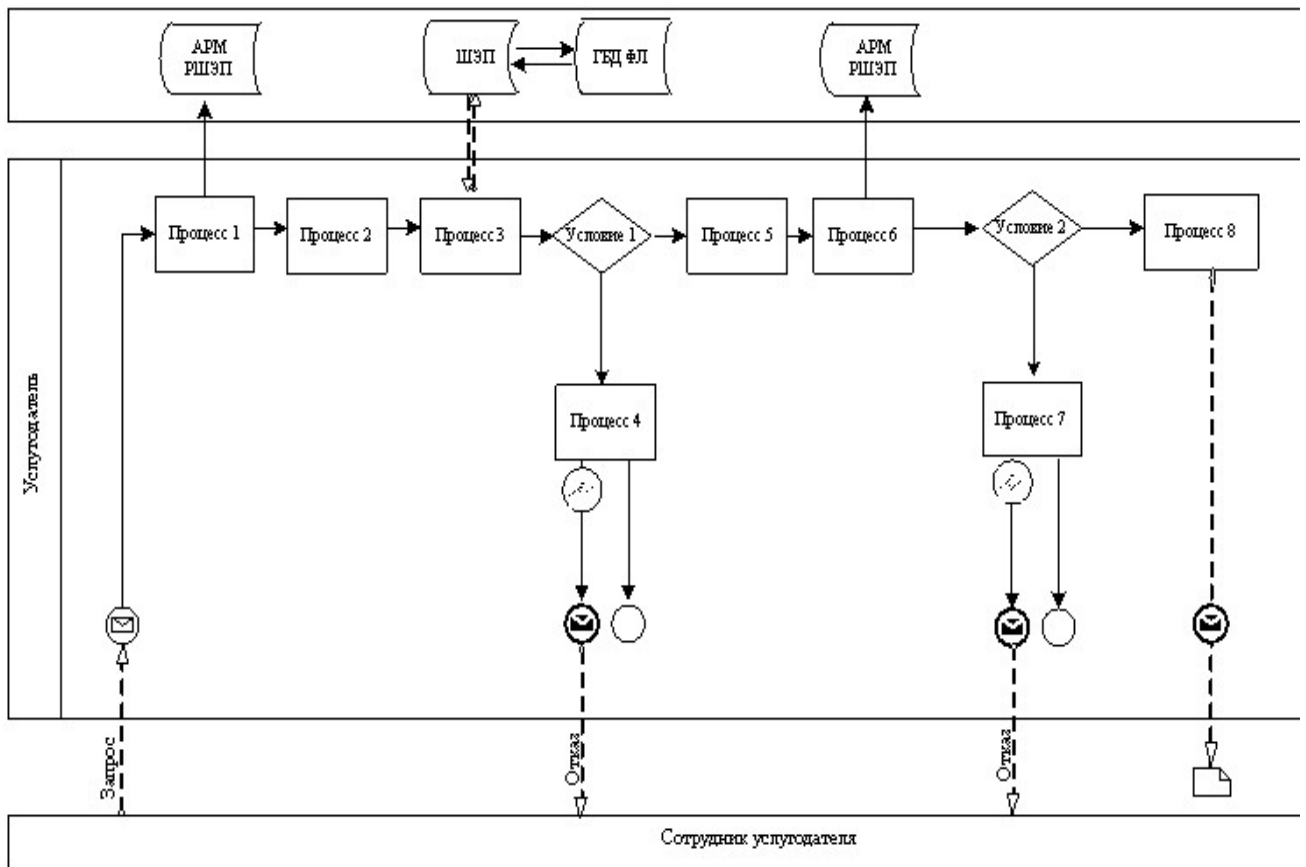 АРМ
РШЭП
ШЭП
ГБД ФЛ
АРМ
РШЭП
Услугодатель
Процесс 1
Процесс 2
Процесс 3
Условие 1
Процесс 5
Процесс 6
Условие 2
Процесс 8
Процесс 4
Процесс 7
Запрос
Отказ
Отказ
Сотрудник услугодателя